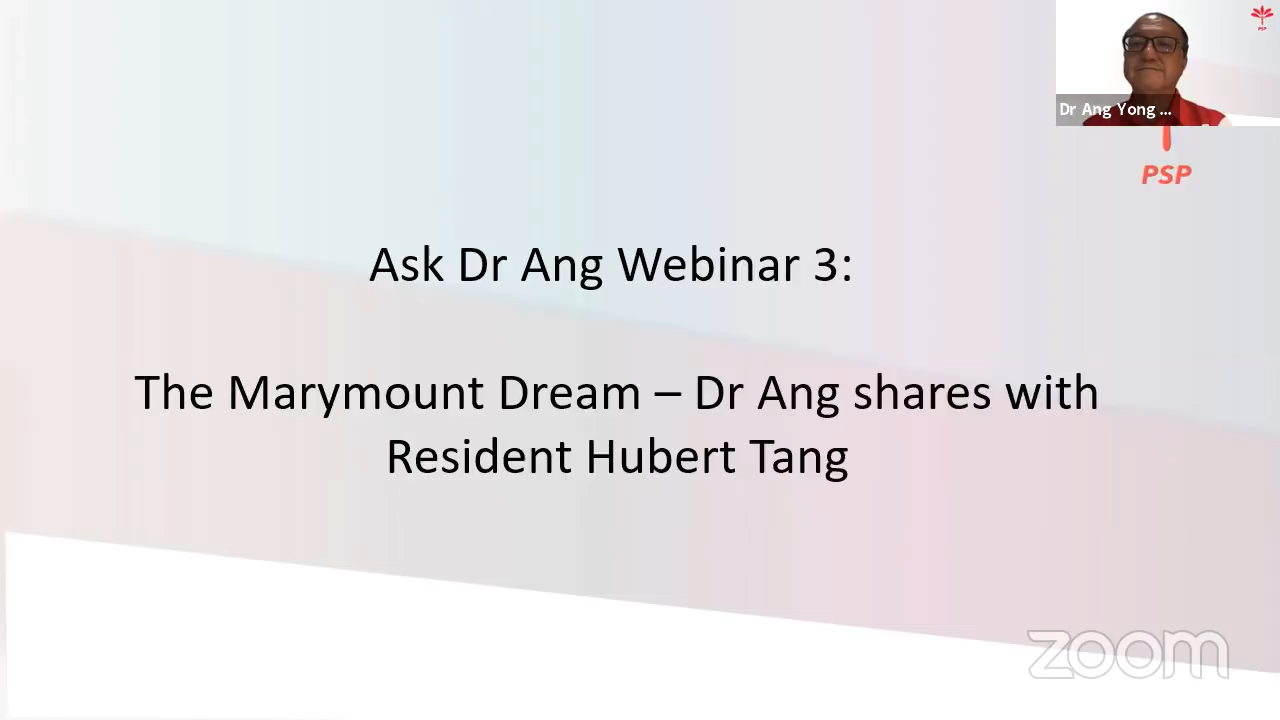 PSP
Dr Ang Yong ...
PSP
Ask Dr Ang Webinar 3:
The Marymount Dream – Dr Ang shares with
Resident Hubert Tang
zoom